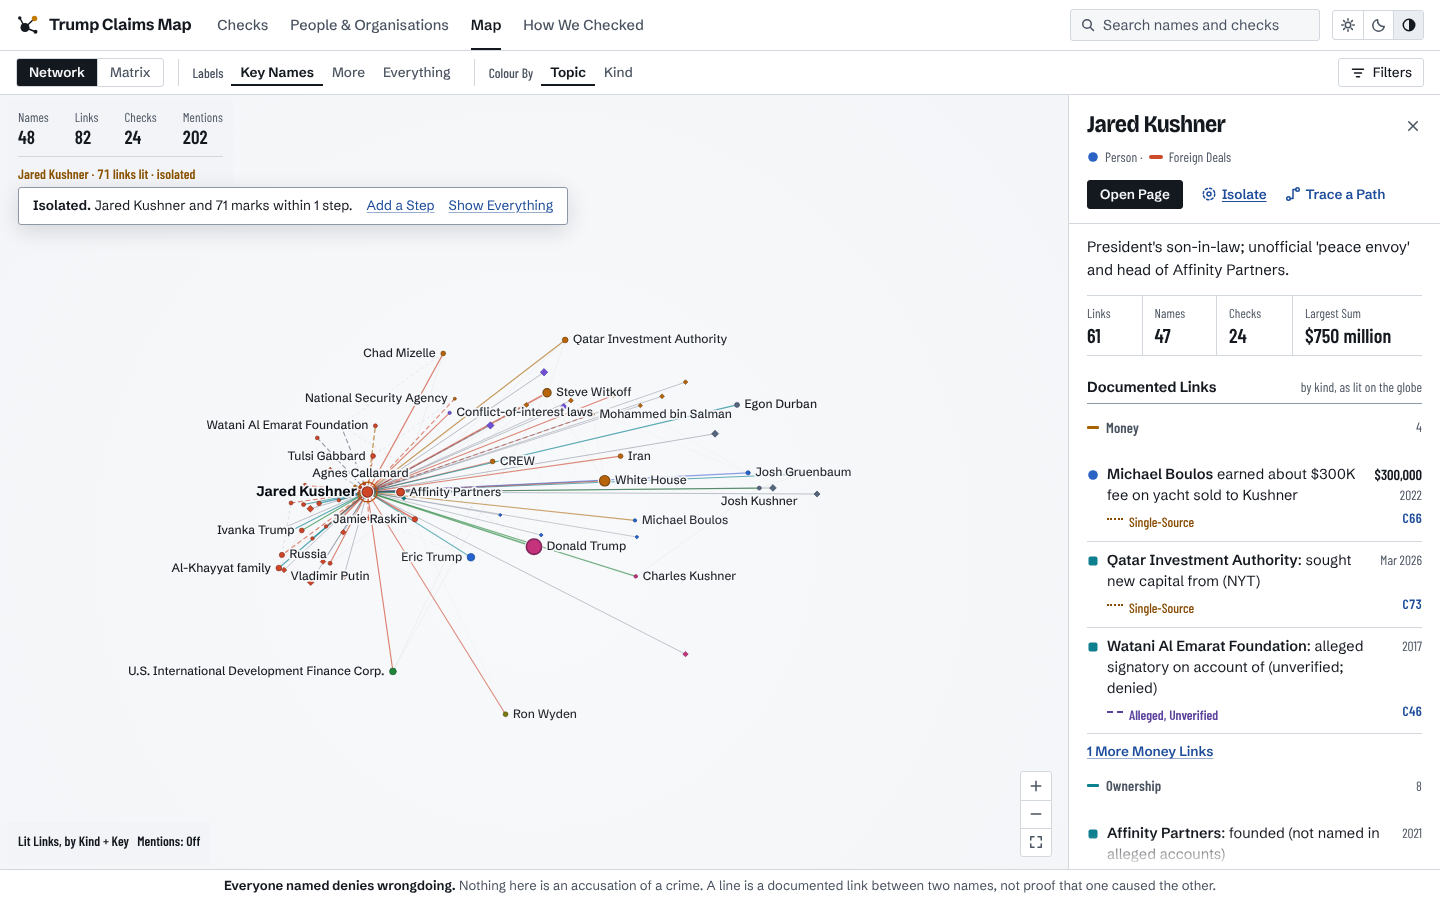 Trump Claims Map
Checks
People & Organisations
Map
How We Checked
Search names and checks
Network
Matrix
Labels
Key Names
More
Everything
Colour By
Topic
Kind
Filters
Names
Links
Checks
Mentions
48
82
24
202
Jared Kushner · 71 links lit · isolated
Isolated. Jared Kushner and 71 marks within 1 step.
Add a Step
Show Everything
Qatar Investment Authority
Chad Mizelle
Steve Witkoff
National Security Agency
Conflict-of-interest laws
Mohammed bin Salman
Egon Durban
Watani Al Emarat Foundation
Tulsi Gabbard
CREW
Iran
Agnes Callamard
White House
Josh Gruenbaum
Jared Kushner
Affinity Partners
Josh Kushner
Jamie Raskin
Michael Boulos
Ivanka Trump
Russia
Eric Trump
Donald Trump
Al-Khayyat family
Vladimir Putin
Charles Kushner
U.S. International Development Finance Corp.
Ron Wyden
Lit Links, by Kind + Key
Mentions: Off
Jared Kushner
Person ·
Foreign Deals
Open Page
Isolate
Trace a Path
President's son-in-law; unofficial 'peace envoy'
and head of Affinity Partners.
Links
Names
Checks
Largest Sum
61
47
24
$750 million
Documented Links
by kind, as lit on the globe
Money
4
Michael Boulos earned about $300K
$300,000
fee on yacht sold to Kushner
2022
Single-Source
C66
Qatar Investment Authority: sought
Mar 2026
new capital from (NYT)
Single-Source
C73
Watani Al Emarat Foundation: alleged
2017
signatory on account of (unverified;
denied)
Alleged, Unverified
C46
1 More Money Links
Ownership
8
Affinity Partners: founded (not named in
2021
alleged accounts)
Everyone named denies wrongdoing. Nothing here is an accusation of a crime. A line is a documented link between two names, not proof that one caused the other.